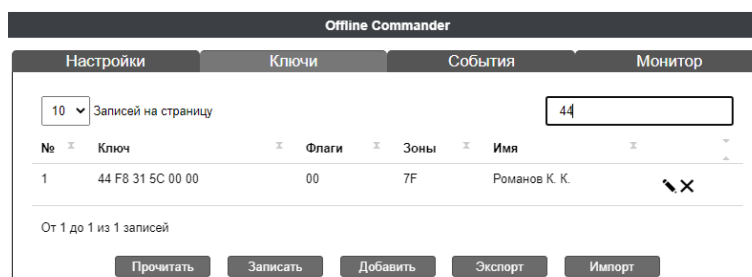 Offline Commander
Настройки Ключи События Монитор
10 Записей на страницу 44
№ Ключ Флаги Зоны Имя
1 44 F8 31 5C 00 00 00 7F Романов К. К.
От 1 до 1 из 1 записей
Прочитать Записать Добавить Экспорт Импорт